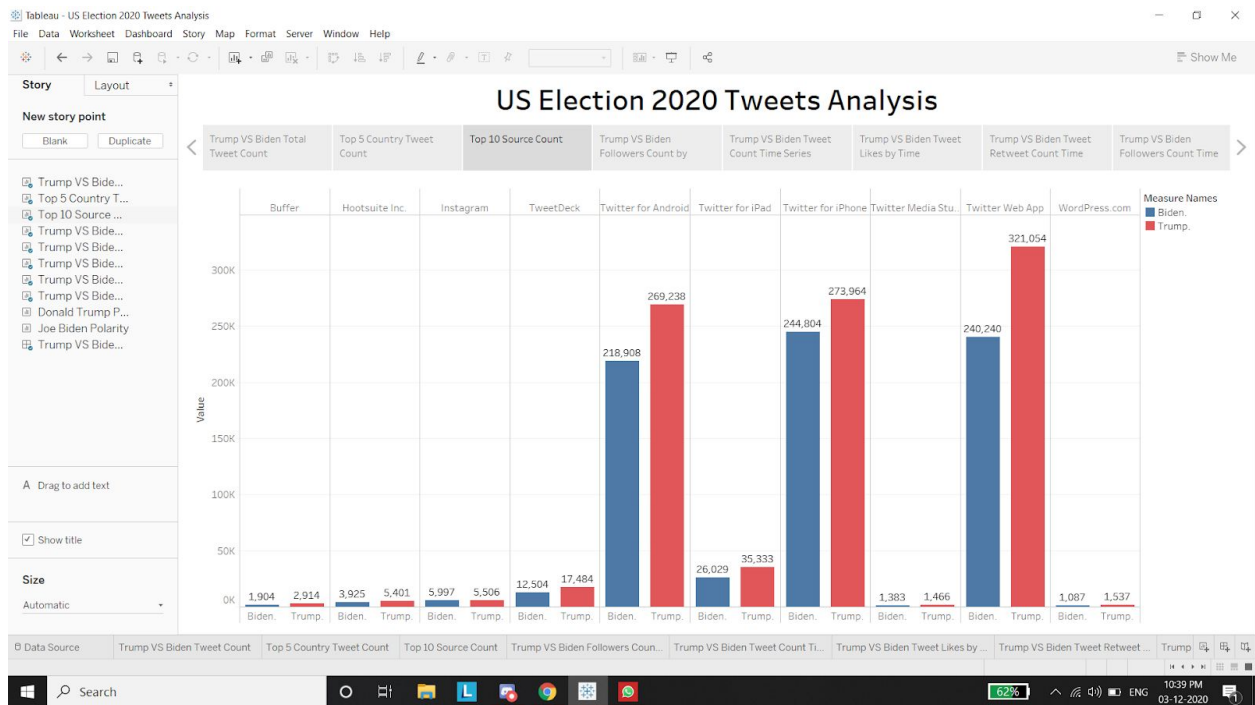 Tableau - US Election 2020 Tweets Analysis
File Data Worksheet Dashboard Story Map Format Server Window Help
Show Me
Story Layout
New story point
Blank Duplicate
Trump VS Bide...
Top 5 Country T...
Top 10 Source ...
Trump VS Bide...
Trump VS Bide...
Trump VS Bide...
Trump VS Bide...
Trump VS Bide...
Donald Trump P...
Joe Biden Polarity
Trump VS Bide...
A Drag to add text
Show title
Size
Automatic
US Election 2020 Tweets Analysis
Trump VS Biden Total
Tweet Count
Top 5 Country Tweet
Count
Top 10 Source Count
Trump VS Biden
Followers Count by
Trump VS Biden Tweet
Count Time Series
Trump VS Biden Tweet
Likes by Time
Trump VS Biden Tweet
Retweet Count Time
Trump VS Biden
Followers Count Time
Buffer Hootsuite Inc. Instagram TweetDeck Twitter for Android Twitter for iPad Twitter for iPhone Twitter Media Stu.. Twitter Web App WordPress.com
Measure Names
Biden.
Trump.
Value
300K
250K
200K
150K
100K
50K
0K
1,904 2,914 3,925 5,401 5,997 5,506 12,504 17,484 218,908 269,238 26,029 35,333 244,804 273,964 1,383 1,466 240,240 321,054 1,087 1,537
Biden. Trump. Biden. Trump. Biden. Trump. Biden. Trump. Biden. Trump. Biden. Trump. Biden. Trump. Biden. Trump. Biden. Trump. Biden. Trump.
Data Source Trump VS Biden Tweet Count Top 5 Country Tweet Count Top 10 Source Count Trump VS Biden Followers Coun... Trump VS Biden Tweet Count Ti... Trump VS Biden Tweet Likes by ... Trump VS Biden Tweet Retweet ... Trump
Search
L
62%
ENG
10:39 PM
03-12-2020
1